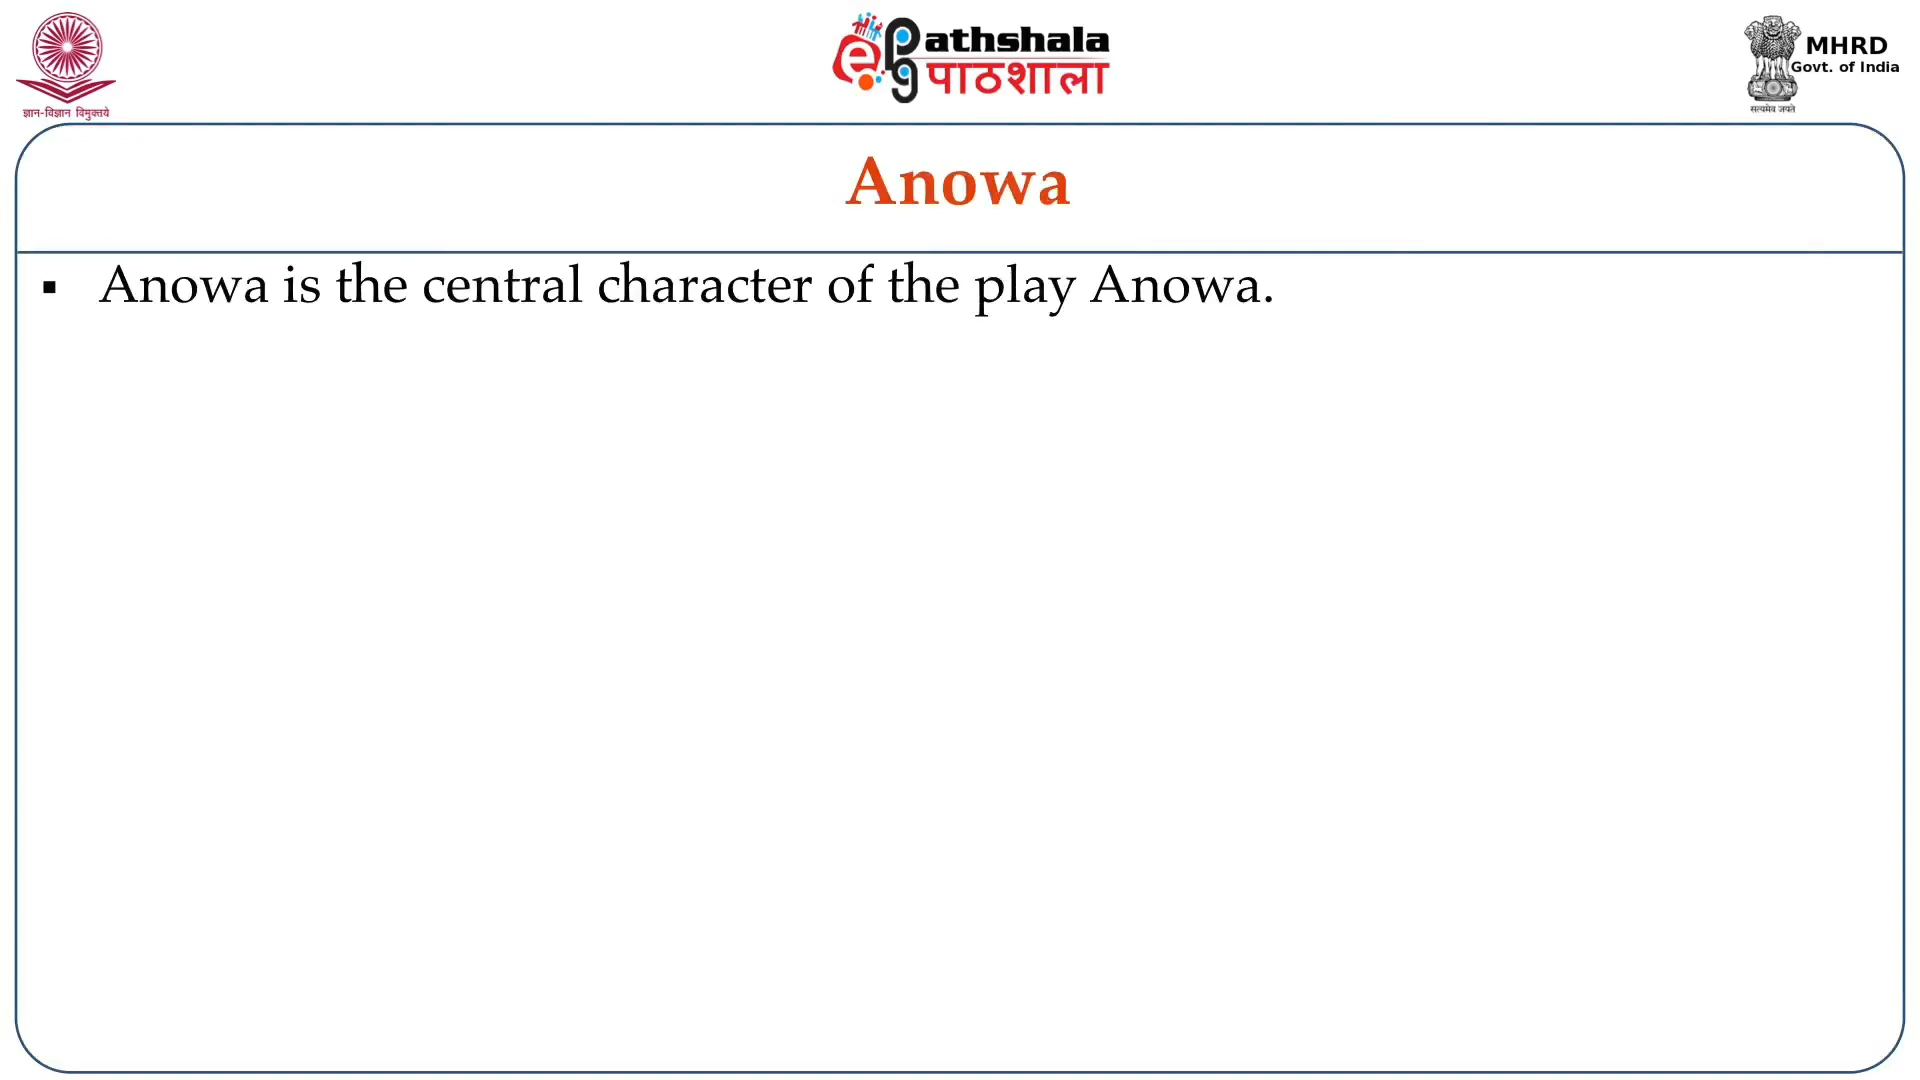 ज्ञान-विज्ञान विमुक्तये
ePathshala
पाठशाला
MHRD
Govt. of India
सत्यमेव जयते
Anowa
▪ Anowa is the central character of the play Anowa.